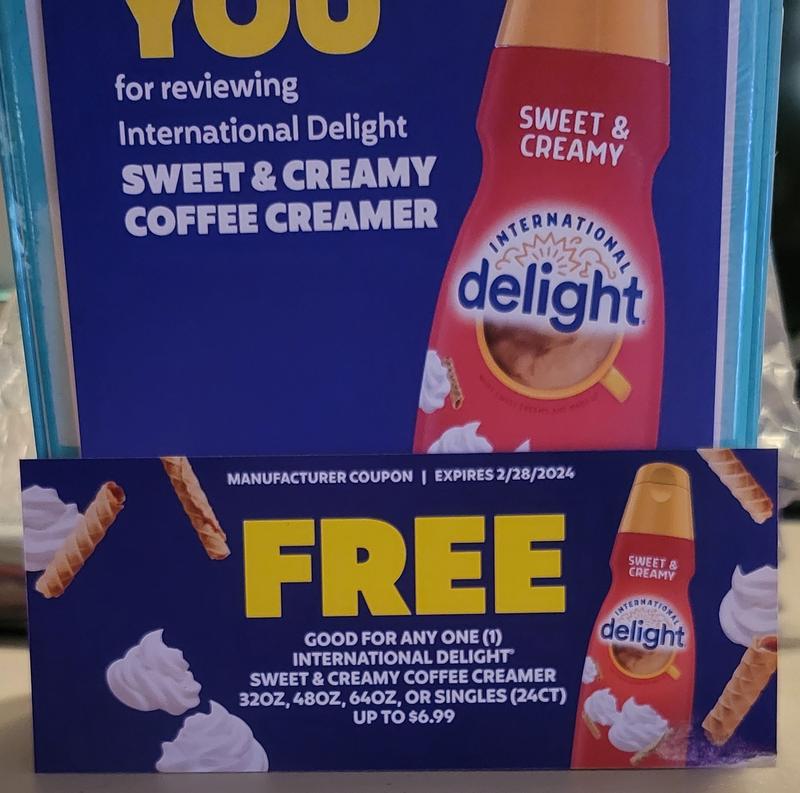 YOU
for reviewing
International Delight
SWEET & CREAMY
COFFEE CREAMER
SWEET &
CREAMY
INTERNATIONAL
delight
MANUFACTURER COUPON | EXPIRES 2/28/2024
FREE
GOOD FOR ANY ONE (1)
INTERNATIONAL DELIGHT®
SWEET & CREAMY COFFEE CREAMER
32OZ, 48OZ, 64OZ, OR SINGLES (24CT)
UP TO $6.99
SWEET &
CREAMY
INTERNATIONAL
delight